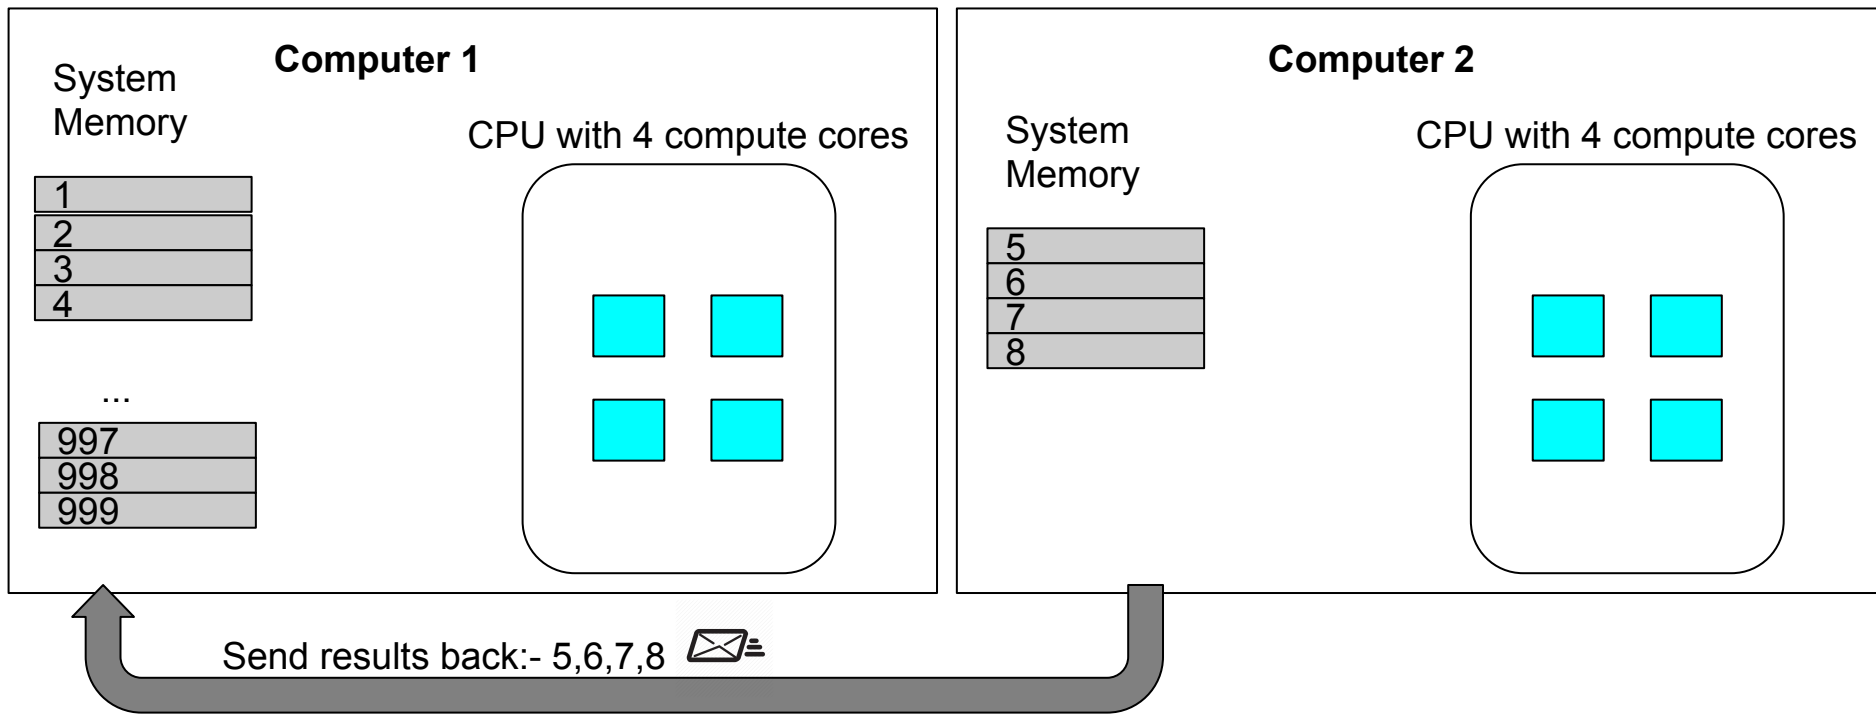 Computer 1
System
Memory
CPU with 4 compute cores
1
2
3
4
...
997
998
999
Computer 2
System
Memory
CPU with 4 compute cores
5
6
7
8
Send results back:- 5,6,7,8